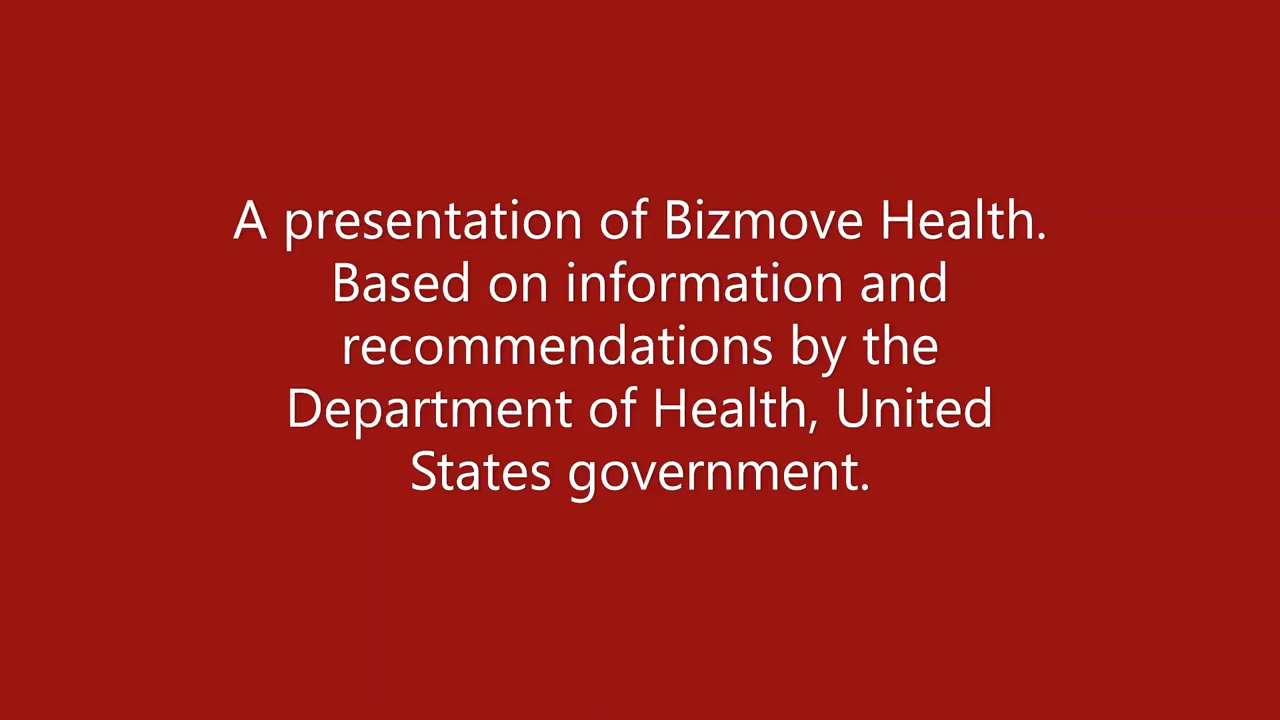 A presentation of Bizmove Health.
Based on information and
recommendations by the
Department of Health, United
States government.